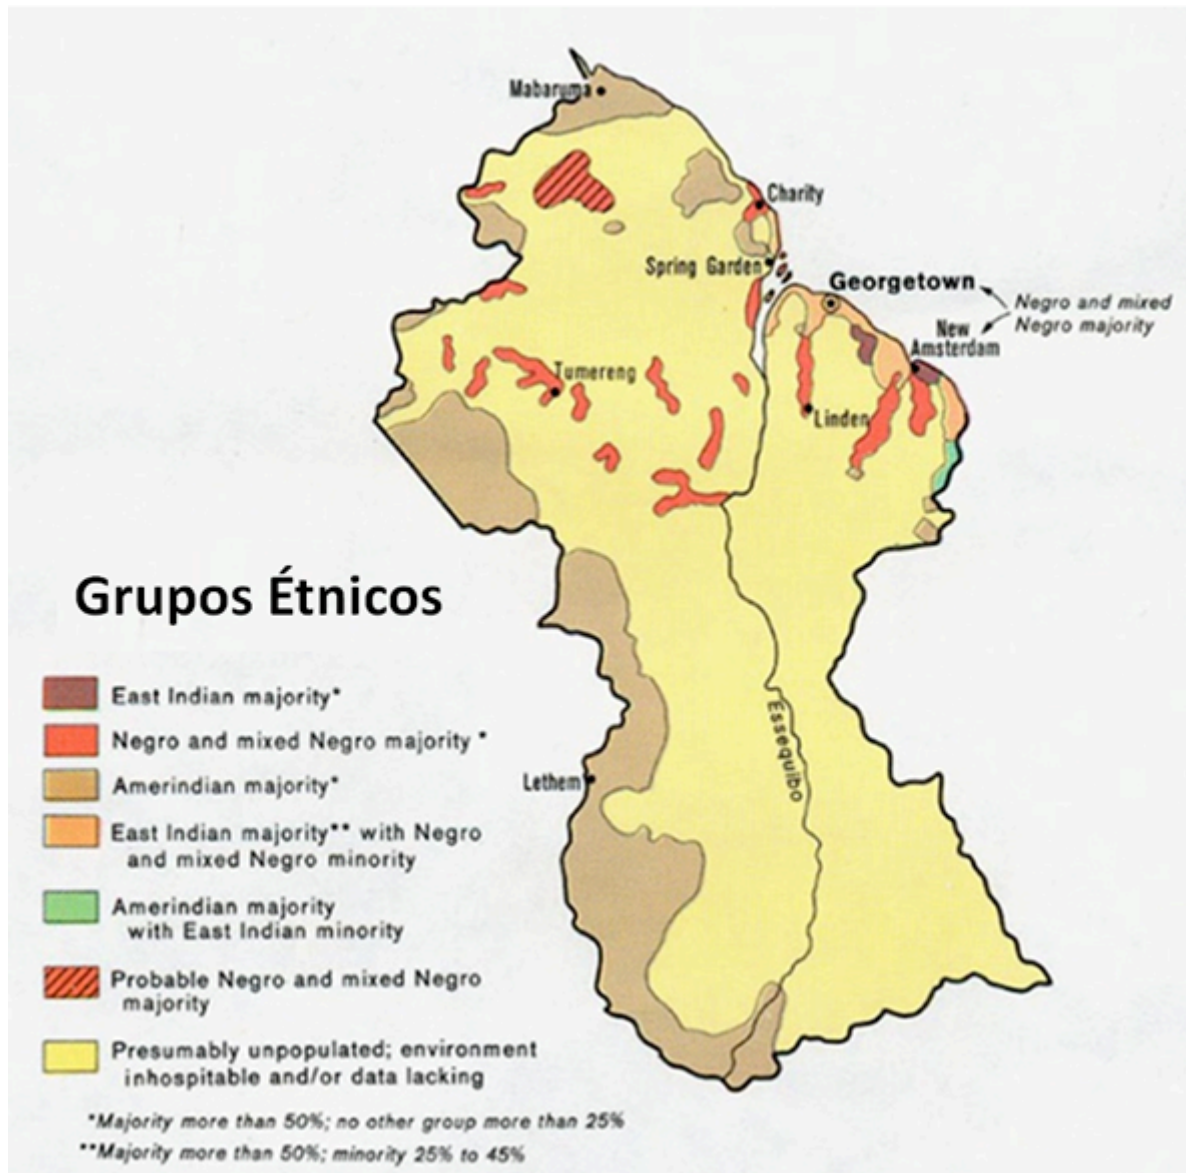 Mabaruma
Charity
Spring Garden
Georgetown
Negro and mixed
Negro majority
New
Amsterdam
Tumereng
Linden
Grupos Étnicos
Essequibo
Lethem
East Indian majority*
Negro and mixed Negro majority *
Amerindian majority*
East Indian majority** with Negro
and mixed Negro minority
Amerindian majority
with East Indian minority
Probable Negro and mixed Negro
majority
Presumably unpopulated; environment
inhospitable and/or data lacking
*Majority more than 50%; no other group more than 25%
**Majority more than 50%; minority 25% to 45%